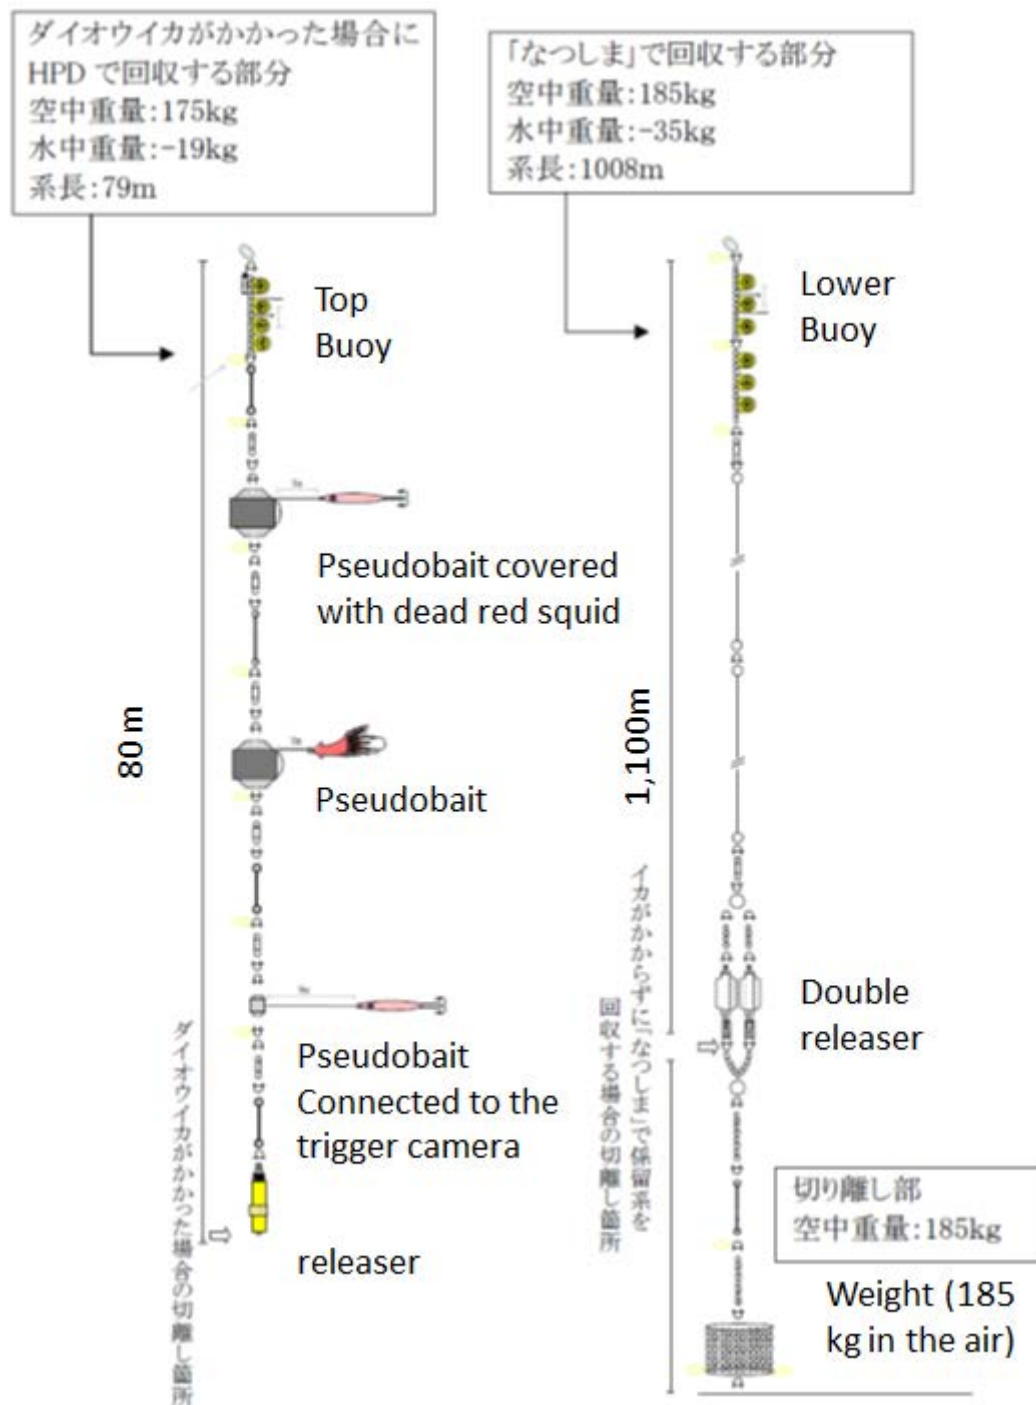 ダイオウイカがかかった場合に
HPDで回収する部分
空中重量:175kg
水中重量:-19kg
系長:79m
「なつしま」で回収する部分
空中重量:185kg
水中重量:-35kg
系長:1008m
Top
Buoy
Pseudobait covered
with dead red squid
80 m
Pseudobait
Pseudobait
Connected to the
trigger camera
releaser
ダイオウイカがかかった場合の切離し箇所
Lower
Buoy
1,100m
イカがかからずに「なつしま」で係留系を
回収する場合の切離し箇所
Double
releaser
切り離し部
空中重量:185kg
Weight (185
kg in the air)